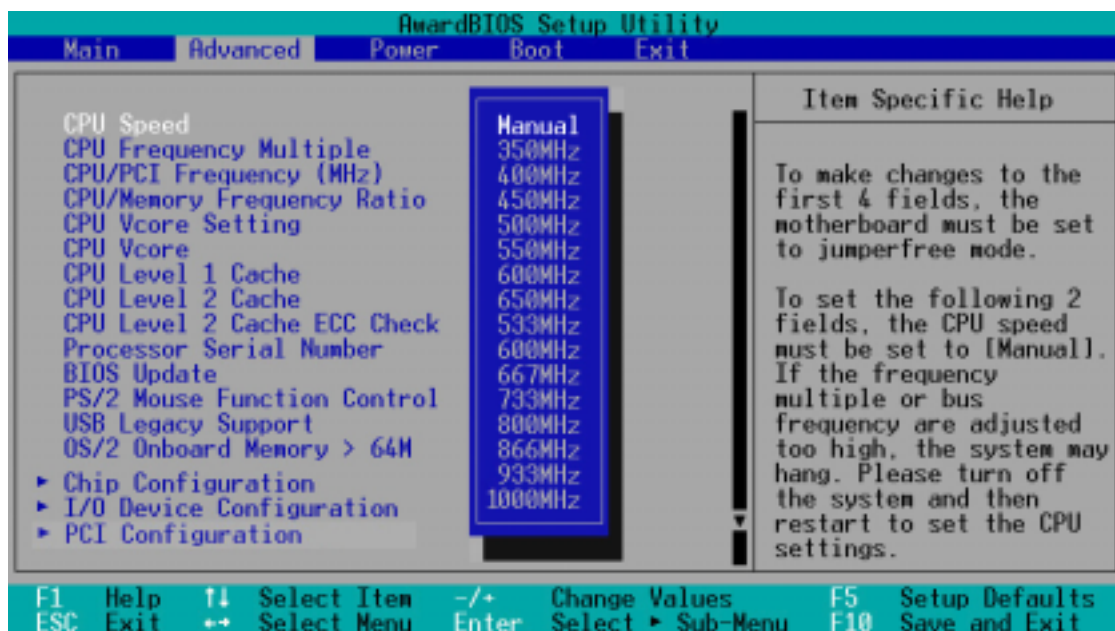 AwardBIOS Setup Utility
Main Advanced Power Boot Exit
CPU Speed
CPU Frequency Multiple
CPU/PCI Frequency (MHz)
CPU/Memory Frequency Ratio
CPU Vcore Setting
CPU Vcore
CPU Level 1 Cache
CPU Level 2 Cache
CPU Level 2 Cache ECC Check
Processor Serial Number
BIOS Update
PS/2 Mouse Function Control
USB Legacy Support
OS/2 Onboard Memory > 64M
▶ Chip Configuration
▶ I/O Device Configuration
▶ PCI Configuration
Manual
350MHz
400MHz
450MHz
500MHz
550MHz
600MHz
650MHz
533MHz
600MHz
667MHz
733MHz
800MHz
866MHz
933MHz
1000MHz
Item Specific Help
To make changes to the
first 4 fields, the
motherboard must be set
to jumperfree mode.
To set the following 2
fields, the CPU speed
must be set to [Manual].
If the frequency
multiple or bus
frequency are adjusted
too high, the system may
hang. Please turn off
the system and then
restart to set the CPU
settings.
F1 Help ↑↓ Select Item -/+ Change Values F5 Setup Defaults
ESC Exit ←→ Select Menu Enter Select ▶ Sub-Menu F10 Save and Exit